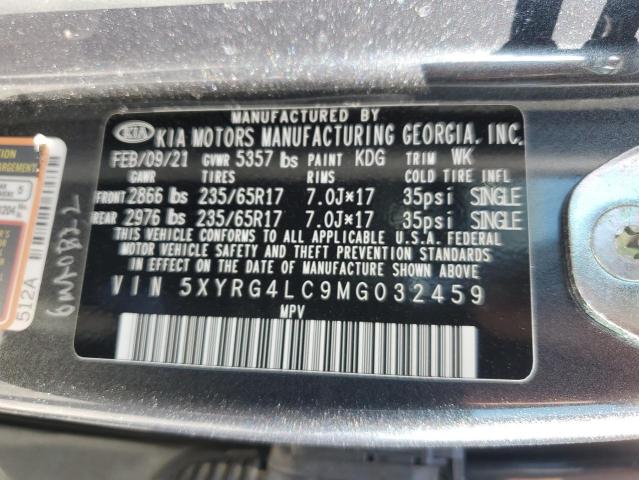 MANUFACTURED BY
KIA KIA MOTORS MANUFACTURING GEORGIA, INC.
FEB/09/21 GVWR 5357 lbs PAINT KDG TRIM WK
GAWR TIRES RIMS COLD TIRE INFL
FRONT 2866 lbs 235/65R17 7.0J*17 35psi SINGLE
REAR 2976 lbs 235/65R17 7.0J*17 35psi SINGLE
THIS VEHICLE CONFORMS TO ALL APPLICABLE U.S.A. FEDERAL
MOTOR VEHICLE SAFETY, BUMPER, AND THEFT PREVENTION STANDARDS
IN EFFECT ON THE DATE OF MANUFACTURE SHOWN ABOVE.
VIN 5XYRG4LC9MG032459
MPV
5
512A